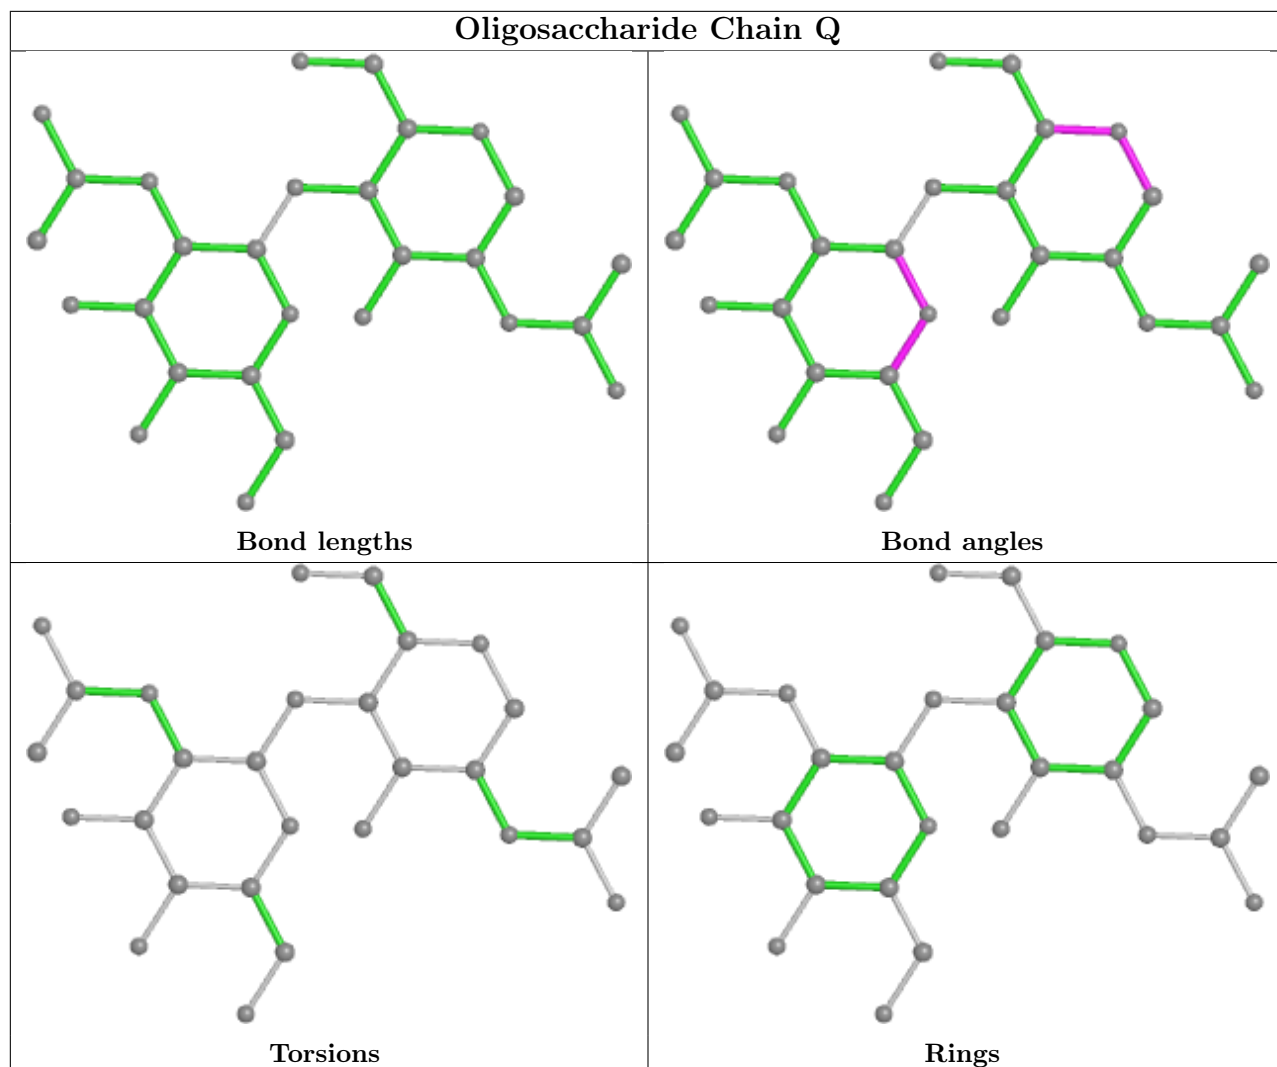 Oligosaccharide Chain Q
Bond lengths
Bond angles
Torsions
Rings